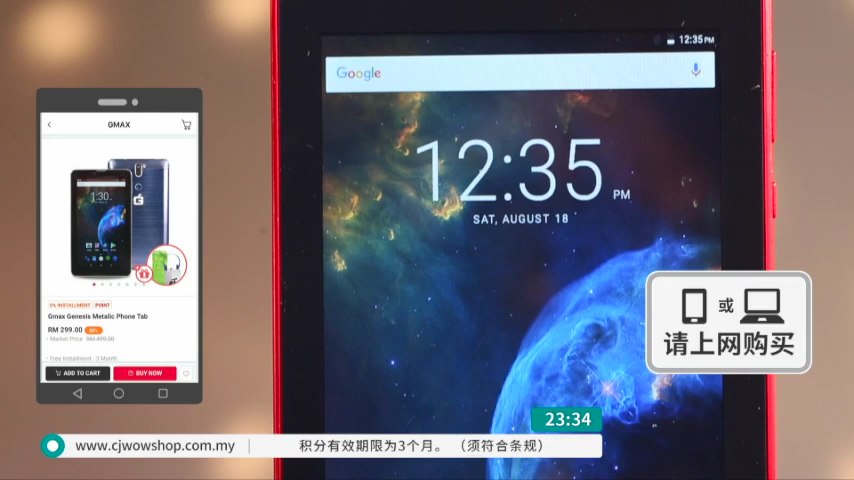 12:35 PM
Google
12:35 PM
SAT, AUGUST 18
GMAX
1:30
0% INSTALLMENT POINT
Gmax Genesis Metalic Phone Tab
RM 299.00
- Market Price RM 499.00
- Free Installment : 3 Month
ADD TO CART BUY NOW
或
请上网购买
23:34
www.cjwowshop.com.my 积分有效期限为3个月。（须符合条规）